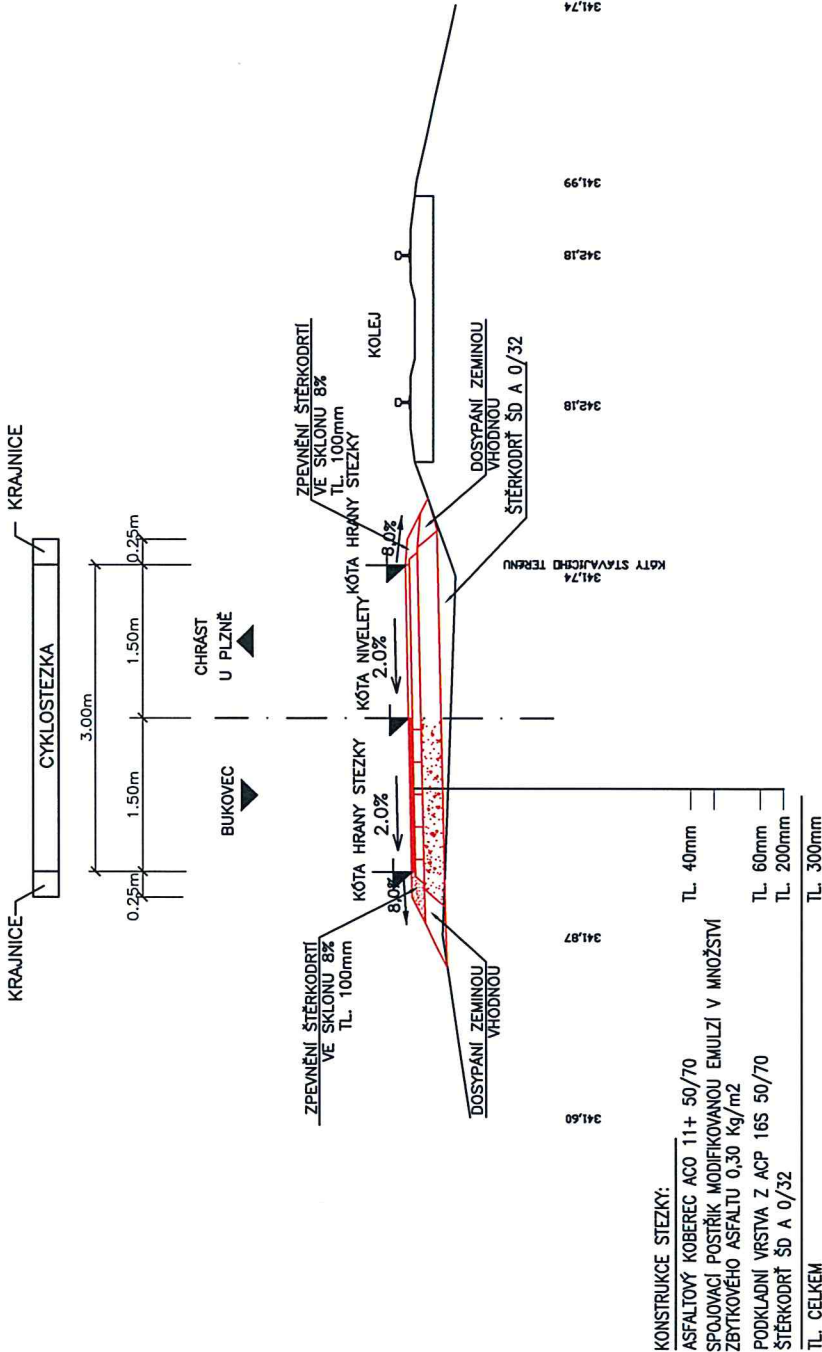 KRAJNICE
KRAJNICE
CYKLOSTEZKA
3.00m
0.25m
1.50m
1.50m
0.25m
BUKOVEC
CHRÁST
U PLZNĚ
ZPEVNĚNÍ ŠTĚRKODRTÍ
VE SKLONU 8%
TL. 100mm
KÓTA HRANY STEZKY
8.0%
2.0%
KÓTA NIVELETY
2.0%
ZPEVNĚNÍ ŠTĚRKODRTÍ
VE SKLONU 8%
TL. 100mm
KÓTA HRANY STEZKY
8.0%
KOLEJ
DOSYPÁNÍ ZEMINOU
VHODNOU
DOSYPÁNÍ ZEMINOU
VHODNOU
ŠTĚRKODRŤ ŠD A 0/32
341,60
341,87
341,74
KÓTY STÁVAJÍCIHO TERÉNU
342,18
342,18
341,99
341,74
KONSTRUKCE STEZKY:
ASFALTOVÝ KOBEREC ACO 11+ 50/70 TL. 40mm
SPOJOVACÍ POSTŘIK MODIFIKOVANOU EMULZÍ V MNOŽSTVÍ
ZBYTKOVÉHO ASFALTU 0,30 Kg/m2
PODKLADNÍ VRSTVA Z ACP 16S 50/70 TL. 60mm
ŠTĚRKODRŤ ŠD A 0/32 TL. 200mm
TL. CELKEM TL. 300mm